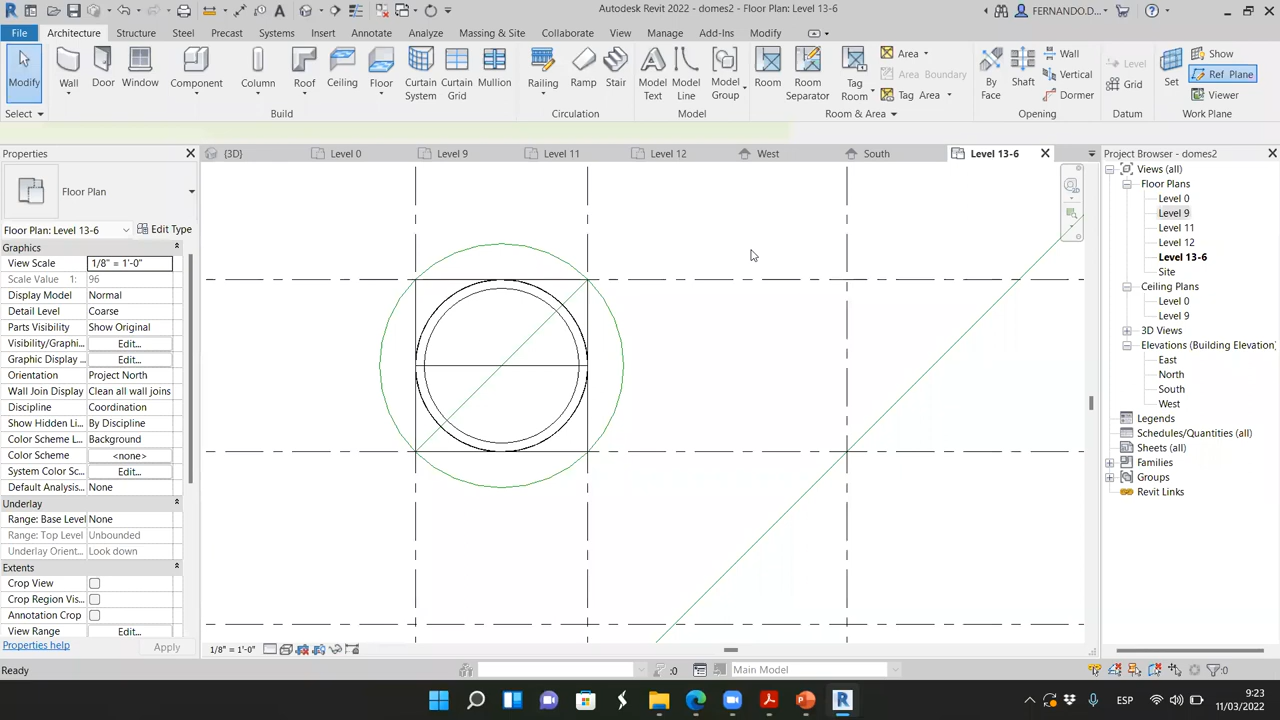 Autodesk Revit 2022 - domes2 - Floor Plan: Level 13-6
FERNANDO.D...
File Architecture Structure Steel Precast Systems Insert Annotate Analyze Massing & Site Collaborate View Manage Add-Ins Modify
Modify
Wall
Door
Window
Component
Column
Roof
Ceiling
Floor
Curtain System
Curtain Grid
Mullion
Railing
Ramp
Stair
Model Text
Model Line
Model Group
Room
Room Separator
Tag Room
Area
Area Boundary
Tag Area
By Face
Shaft
Wall
Vertical
Dormer
Level
Grid
Set
Show
Ref Plane
Viewer
Select Build Circulation Model Room & Area Opening Datum Work Plane
Properties
{3D} Level 0 Level 9 Level 11 Level 12 West South Level 13-6
Project Browser - domes2
Floor Plan
Floor Plan: Level 13-6 Edit Type
Graphics
View Scale 1/8" = 1'-0"
Scale Value 1: 96
Display Model Normal
Detail Level Coarse
Parts Visibility Show Original
Visibility/Graphi... Edit...
Graphic Display ... Edit...
Orientation Project North
Wall Join Display Clean all wall joins
Discipline Coordination
Show Hidden Li... By Discipline
Color Scheme L... Background
Color Scheme <none>
System Color Sc... Edit...
Default Analysis... None
Underlay
Range: Base Level None
Range: Top Level Unbounded
Underlay Orient... Look down
Extents
Crop View
Crop Region Vis...
Annotation Crop
View Range Edit...
Properties help Apply
Views (all)
Floor Plans
Level 0
Level 9
Level 11
Level 12
Level 13-6
Site
Ceiling Plans
Level 0
Level 9
3D Views
Elevations (Building Elevation)
East
North
South
West
Legends
Schedules/Quantities (all)
Sheets (all)
Families
Groups
Revit Links
1/8" = 1'-0"
Ready :0 Main Model :0
ESP 9:23
11/03/2022